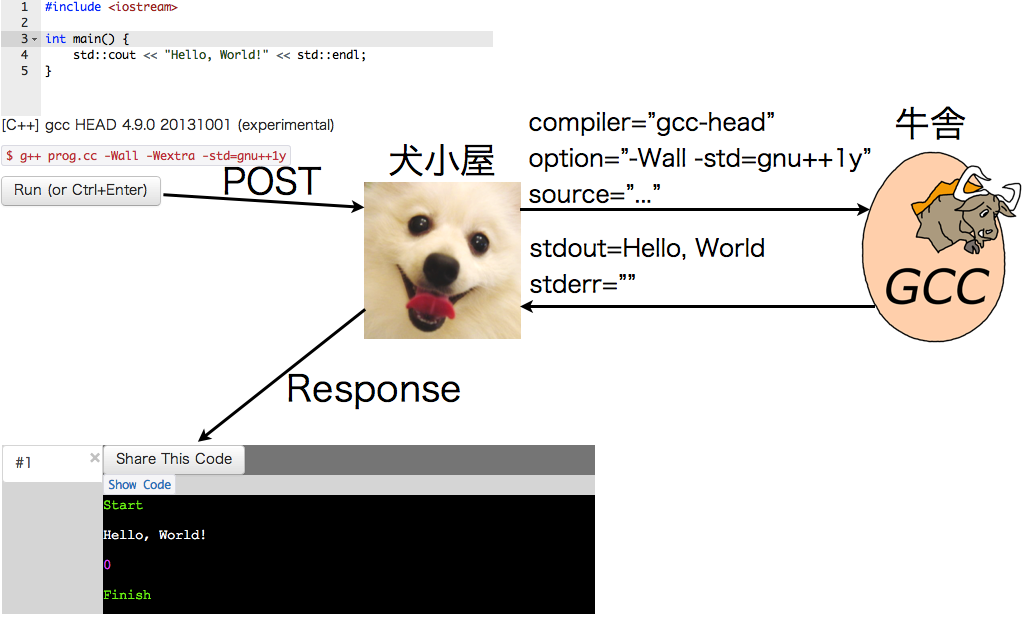 1 #include <iostream>
2
3 int main() {
4 std::cout << "Hello, World!" << std::endl;
5 }
[C++] gcc HEAD 4.9.0 20131001 (experimental)
$ g++ prog.cc -Wall -Wextra -std=gnu++1y
Run (or Ctrl+Enter)
POST
犬小屋
compiler=”gcc-head”
option=”-Wall -std=gnu++1y”
source=”...”
牛舎
GCC
stdout=Hello, World
stderr=””
Response
#1 ×
Share This Code
Show Code
Start
Hello, World!
0
Finish